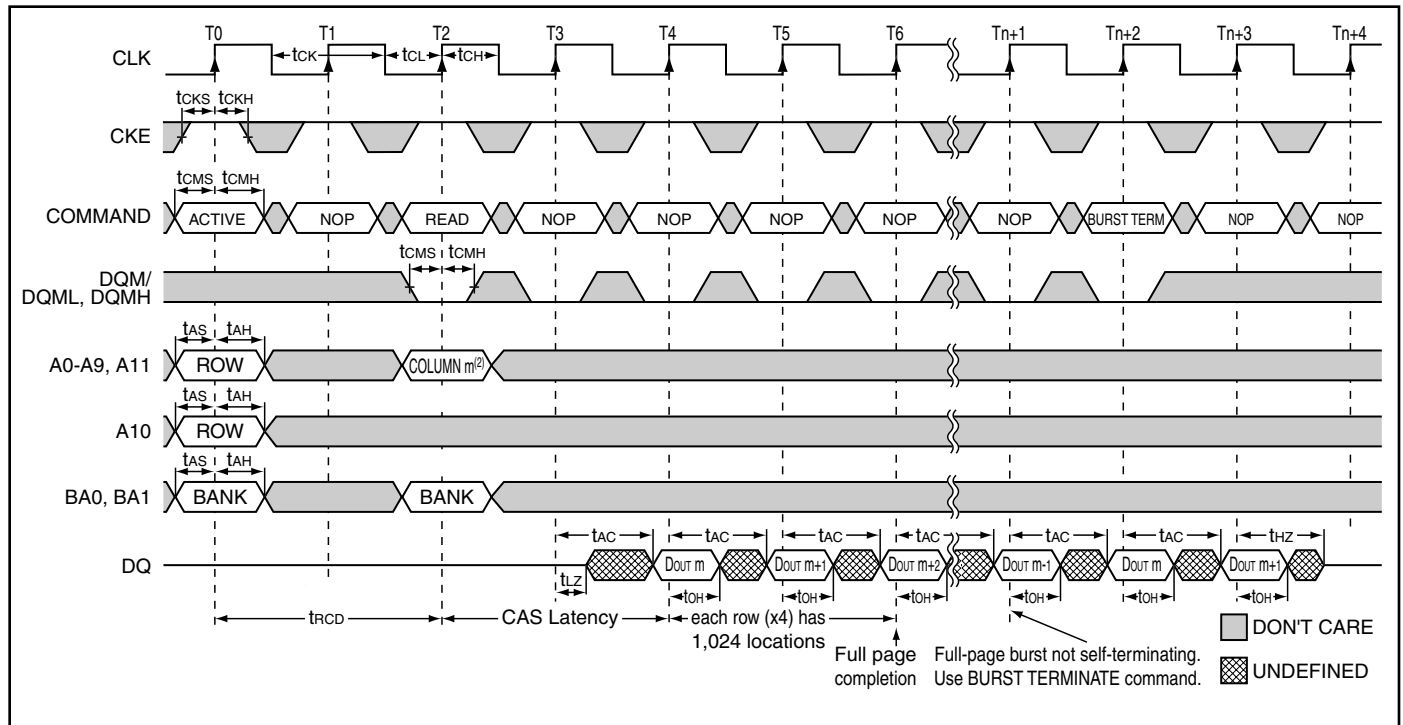 T0 T1 T2 T3 T4 T5 T6 Tn+1 Tn+2 Tn+3 Tn+4
CLK
tCK tCL tCH
tCKS tCKH
CKE
tCMS tCMH
COMMAND ACTIVE NOP READ NOP NOP NOP NOP NOP BURST TERM NOP NOP
tCMS tCMH
DQM/
DQML, DQMH
tAS tAH
A0-A9, A11 ROW COLUMN m(2)
tAS tAH
A10 ROW
tAS tAH
BA0, BA1 BANK BANK
tAC tAC tAC tAC tAC tAC tHZ
DQ DOUT m DOUT m+1 DOUT m+2 DOUT m-1 DOUT m DOUT m+1
tLZ tOH tOH tOH tOH tOH tOH
tRCD CAS Latency each row (x4) has
1,024 locations
Full page
completion
Full-page burst not self-terminating.
Use BURST TERMINATE command.
DON'T CARE
UNDEFINED